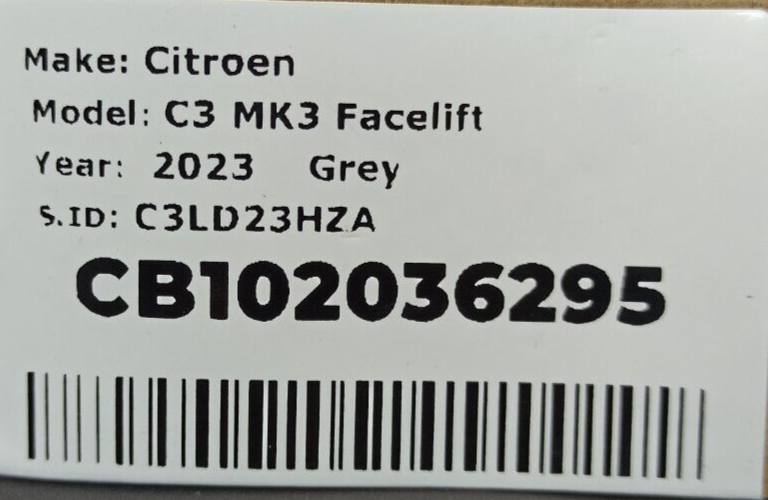 Make: Citroen
Model: C3 MK3 Facelift
Year: 2023 Grey
S.ID: C3LD23HZA
CB102036295